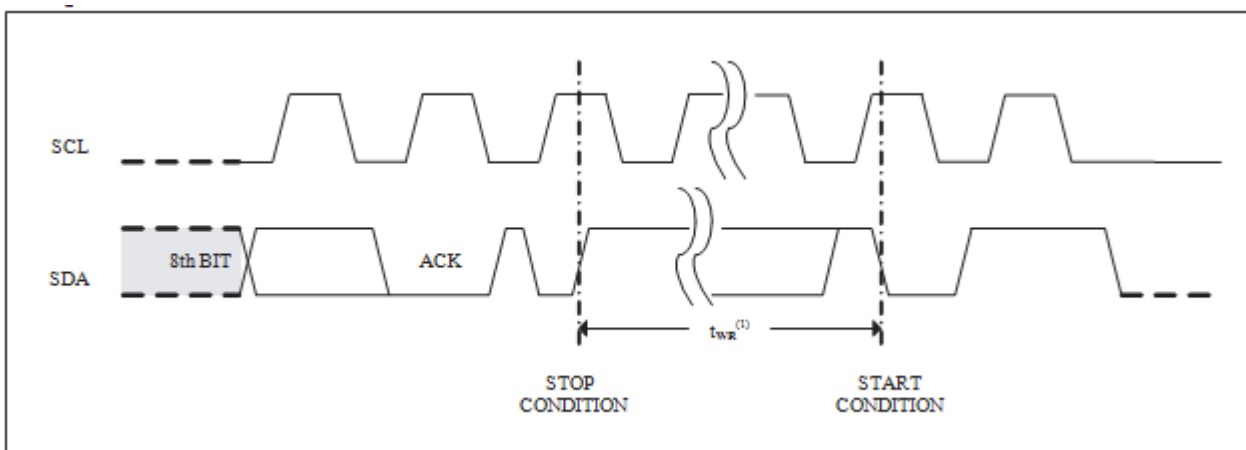 SCL
8th BIT
ACK
SDA
tWR(1)
STOP
CONDITION
START
CONDITION